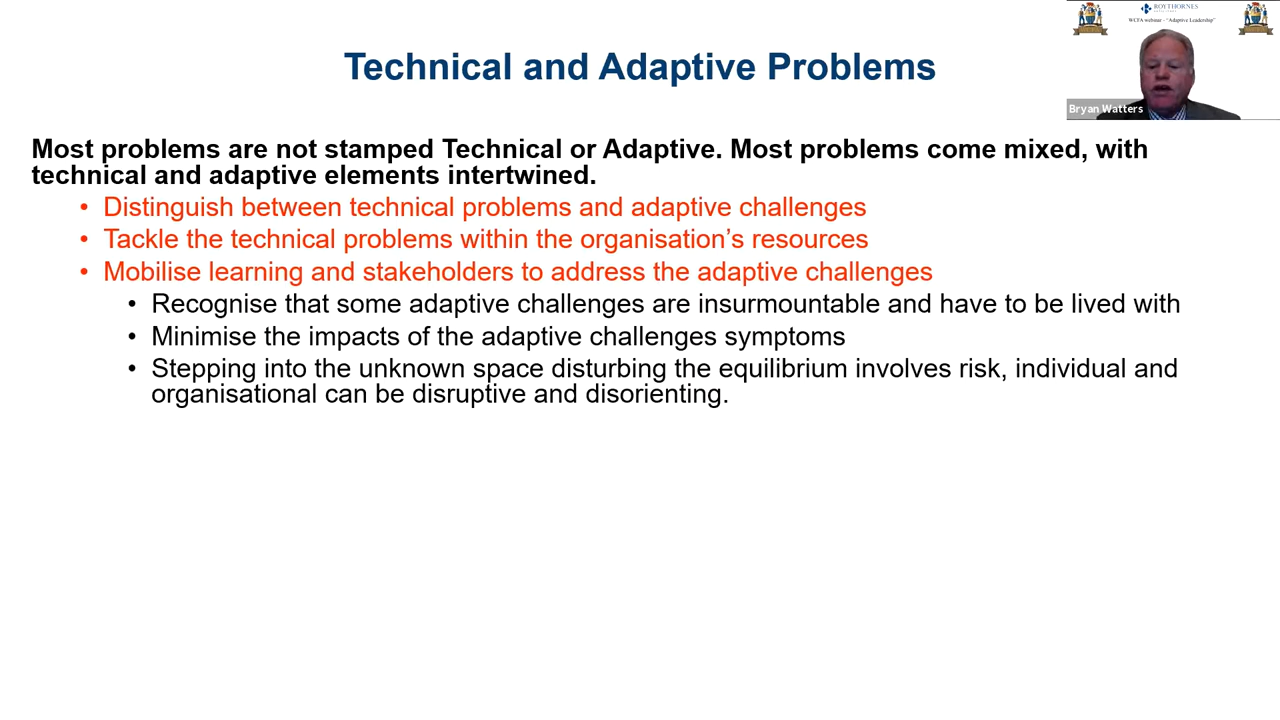 ROYTHORNES
WCFA webinar - "Adaptive Leadership"
Technical and Adaptive Problems
Bryan Watters
Most problems are not stamped Technical or Adaptive. Most problems come mixed, with
technical and adaptive elements intertwined.
• Distinguish between technical problems and adaptive challenges
• Tackle the technical problems within the organisation’s resources
• Mobilise learning and stakeholders to address the adaptive challenges
• Recognise that some adaptive challenges are insurmountable and have to be lived with
• Minimise the impacts of the adaptive challenges symptoms
• Stepping into the unknown space disturbing the equilibrium involves risk, individual and
organisational can be disruptive and disorienting.